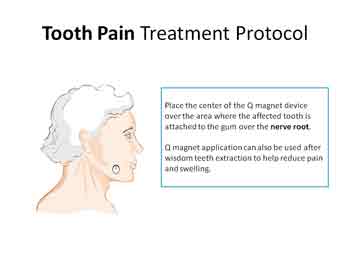 Tooth Pain Treatment Protocol
Place the center of the Q magnet device
over the area where the affected tooth is
attached to the gum over the nerve root.
Q magnet application can also be used after
wisdom teeth extraction to help reduce pain
and swelling.